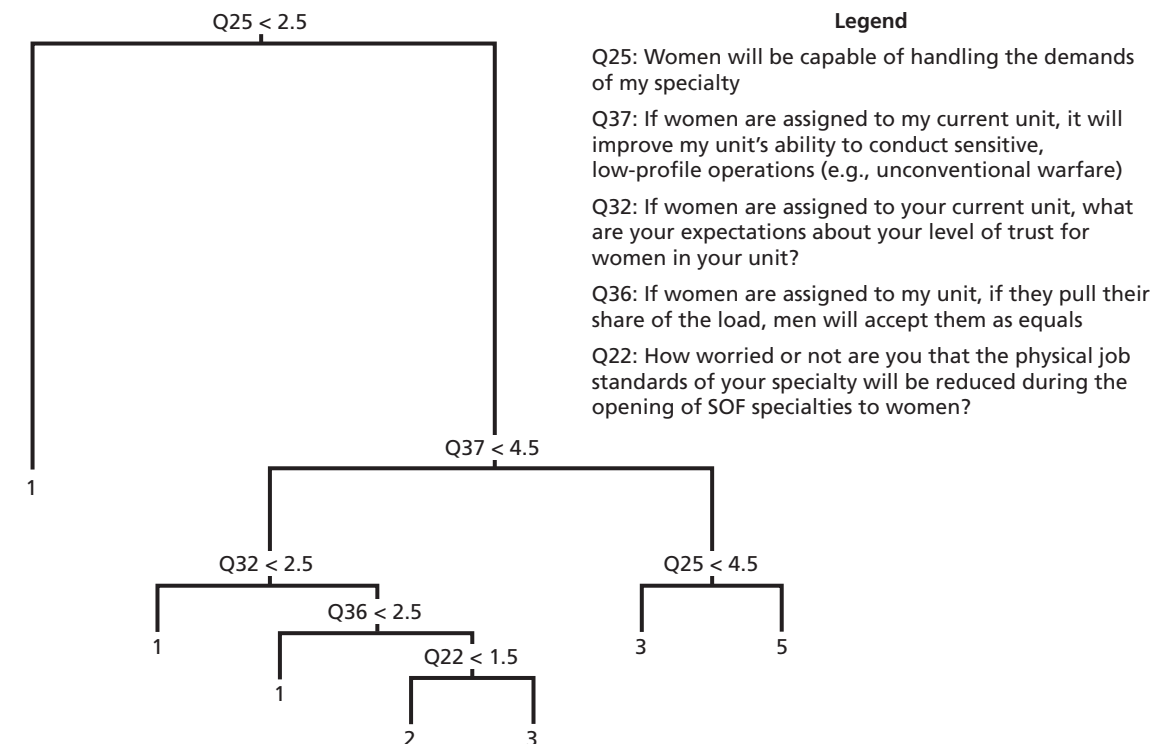 Q25 < 2.5
Legend
Q25: Women will be capable of handling the demands
of my specialty
Q37: If women are assigned to my current unit, it will
improve my unit’s ability to conduct sensitive,
low-profile operations (e.g., unconventional warfare)
Q32: If women are assigned to your current unit, what
are your expectations about your level of trust for
women in your unit?
Q36: If women are assigned to my unit, if they pull their
share of the load, men will accept them as equals
Q22: How worried or not are you that the physical job
standards of your specialty will be reduced during the
opening of SOF specialties to women?
Q37 < 4.5
1
Q32 < 2.5
Q25 < 4.5
Q36 < 2.5
1
3
5
Q22 < 1.5
1
2
3